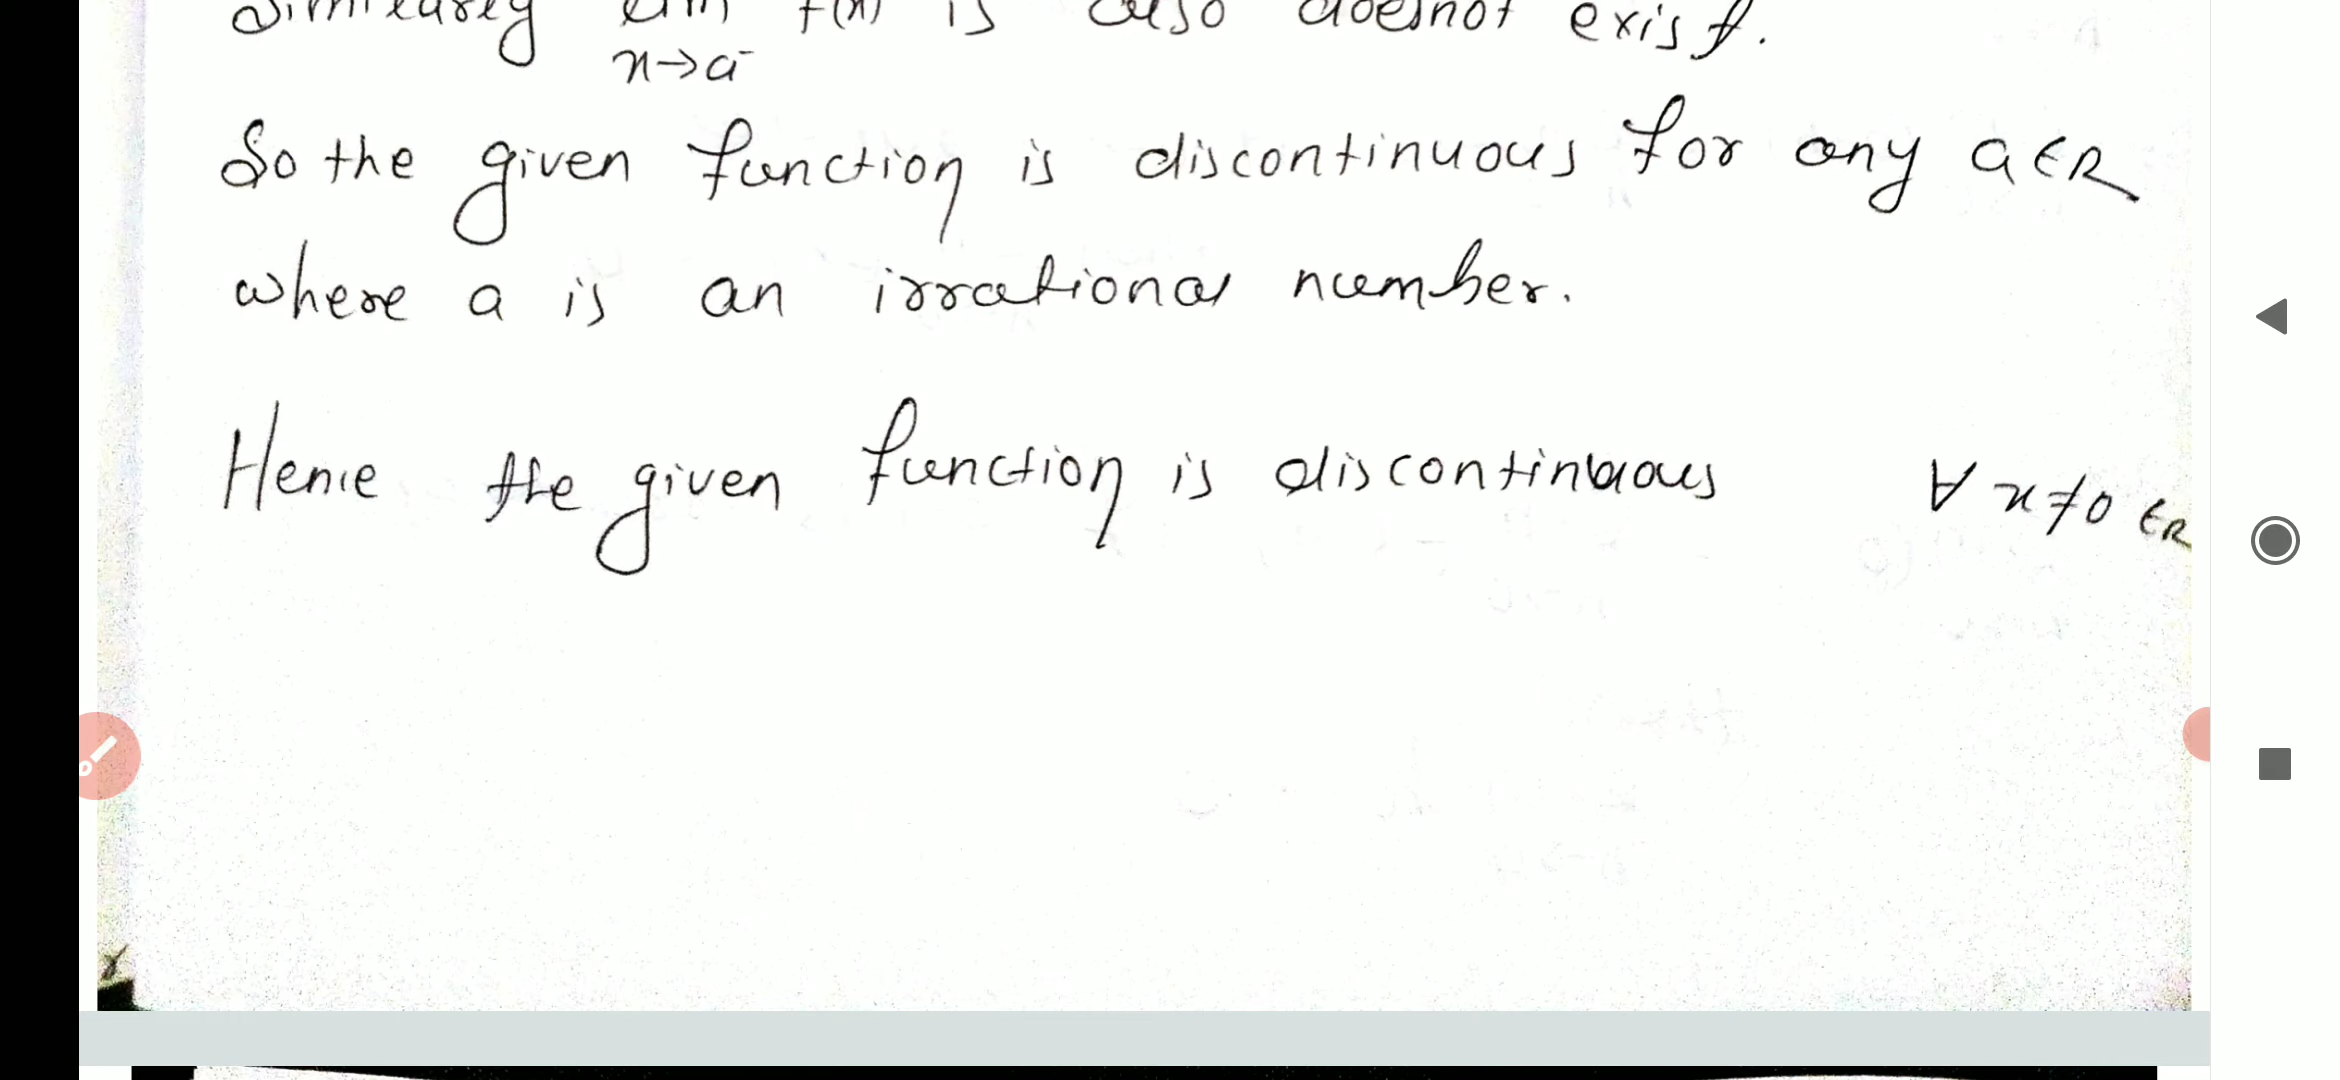 Similarly lim f(x) is also doesnot exist.
x→a⁻
So the given function is discontinuous for any a∈R
where a is an irrational number.
Hence the given function is discontinuous ∀ x≠0 ∈R